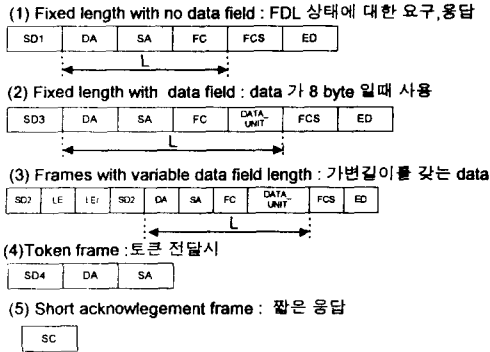 (1) Fixed length with no data field : FDL 상태에 대한 요구,응답
SD1 DA SA FC FCS ED
L
(2) Fixed length with data field : data 가 8 byte 일때 사용
SD3 DA SA FC DATA_UNIT FCS ED
L
(3) Frames with variable data field length : 가변길이를 갖는 data
SD2 LE LEr SD2 DA SA FC DATA_UNIT FCS ED
L
(4)Token frame :토큰 전달시
SD4 DA SA
(5) Short acknowlegement frame : 짧은 응답
SC